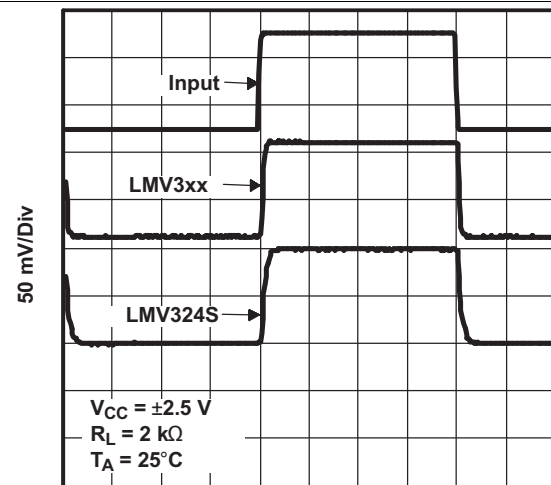 Input
LMV3xx
50 mV/Div
LMV324S
VCC = ±2.5 V
RL = 2 kΩ
TA = 25°C